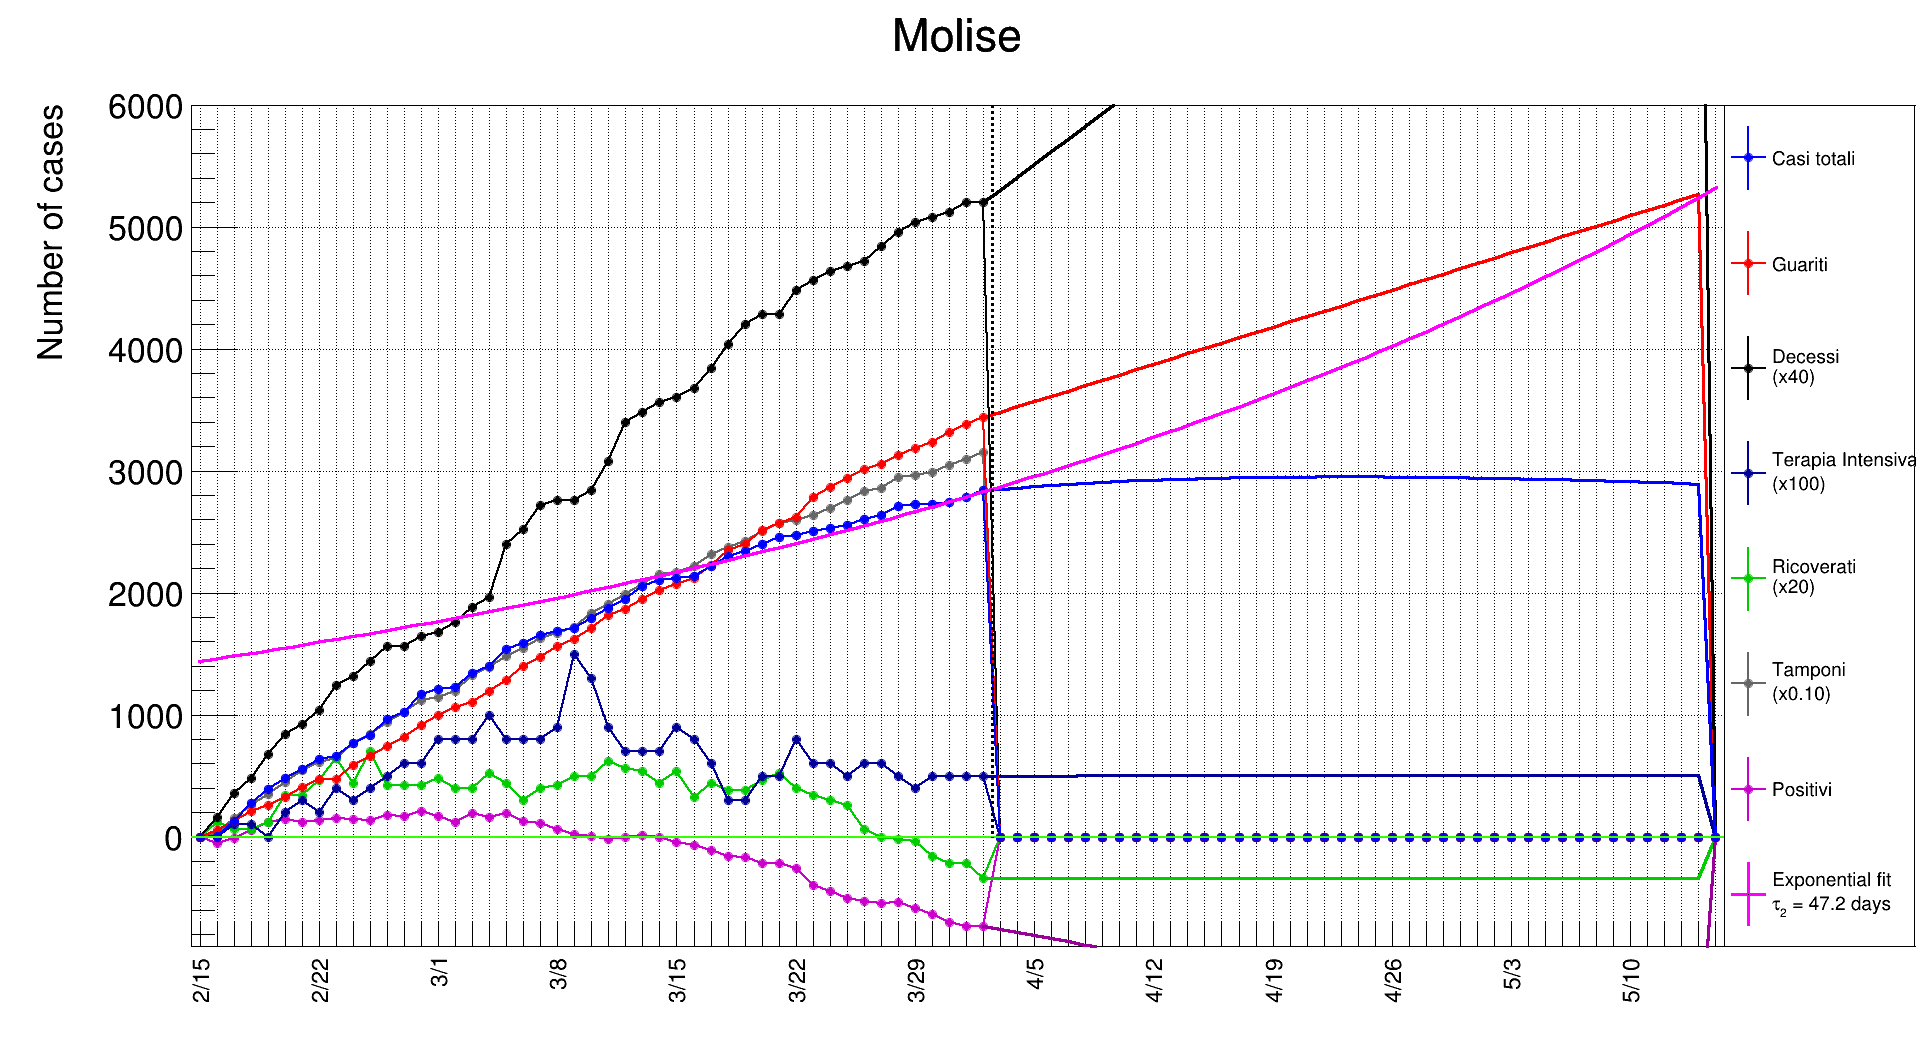 Molise
Number of cases
6000
5000
4000
3000
2000
1000
0
2/15
2/22
3/1
3/8
3/15
3/22
3/29
4/5
4/12
4/19
4/26
5/3
5/10
Casi totali
Guariti
Decessi
(x40)
Terapia Intensiva
(x100)
Ricoverati
(x20)
Tamponi
(x0.10)
Positivi
Exponential fit
τ2 = 47.2 days